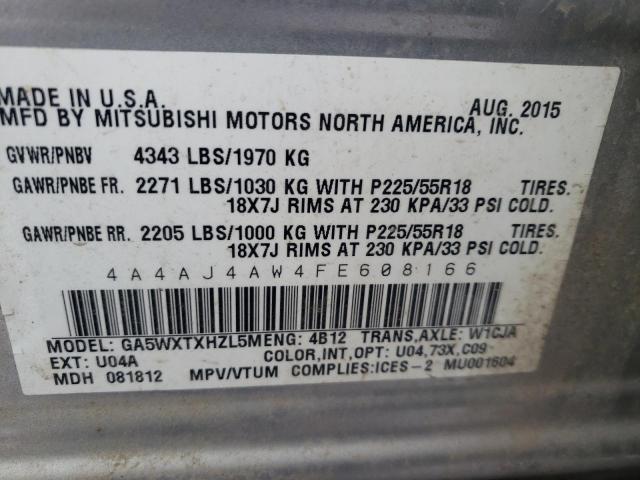 MADE IN U.S.A. AUG. 2015
MFD BY MITSUBISHI MOTORS NORTH AMERICA, INC.
GVWR/PNBV 4343 LBS/1970 KG
GAWR/PNBE FR. 2271 LBS/1030 KG WITH P225/55R18 TIRES.
18X7J RIMS AT 230 KPA/33 PSI COLD.
GAWR/PNBE RR. 2205 LBS/1000 KG WITH P225/55R18 TIRES.
18X7J RIMS AT 230 KPA/33 PSI COLD.
4A4AJ4AW4FE608166
MODEL: GA5WXTXHZL5MENG: 4B12 TRANS,AXLE: W1CJA
EXT: U04A COLOR,INT,OPT: U04,73X,C09
MDH 081812 MPV/VTUM COMPLIES:ICES-2 MU001604